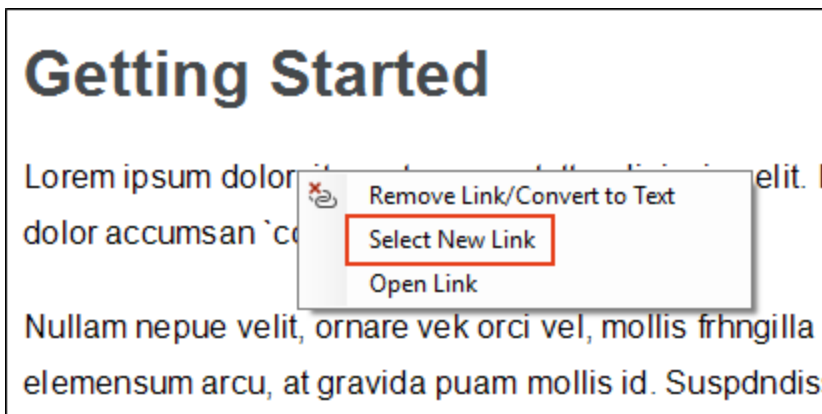 Getting Started
Lorem ipsum dolor elit.
Remove Link/Convert to Text
dolor accumsan `co
Select New Link
Open Link
Nullam nepue velit, ornare vek orci vel, mollis frhngilla
elemensum arcu, at gravida puam mollis id. Suspdndis